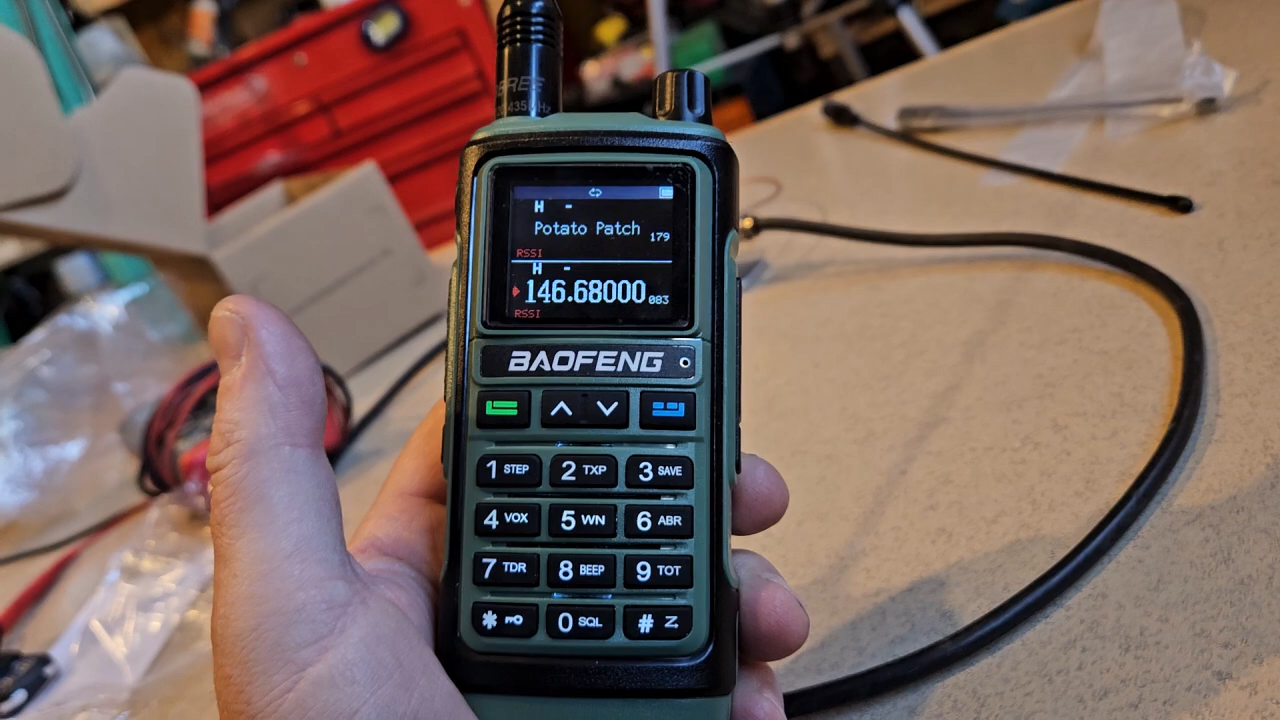 435MHz
H -
Potato Patch 179
RSSI
H -
146.68000 083
RSSI
BAOFENG
1 STEP 2 TXP 3 SAVE
4 VOX 5 WN 6 ABR
7 TDR 8 BEEP 9 TOT
* 0 SQL #